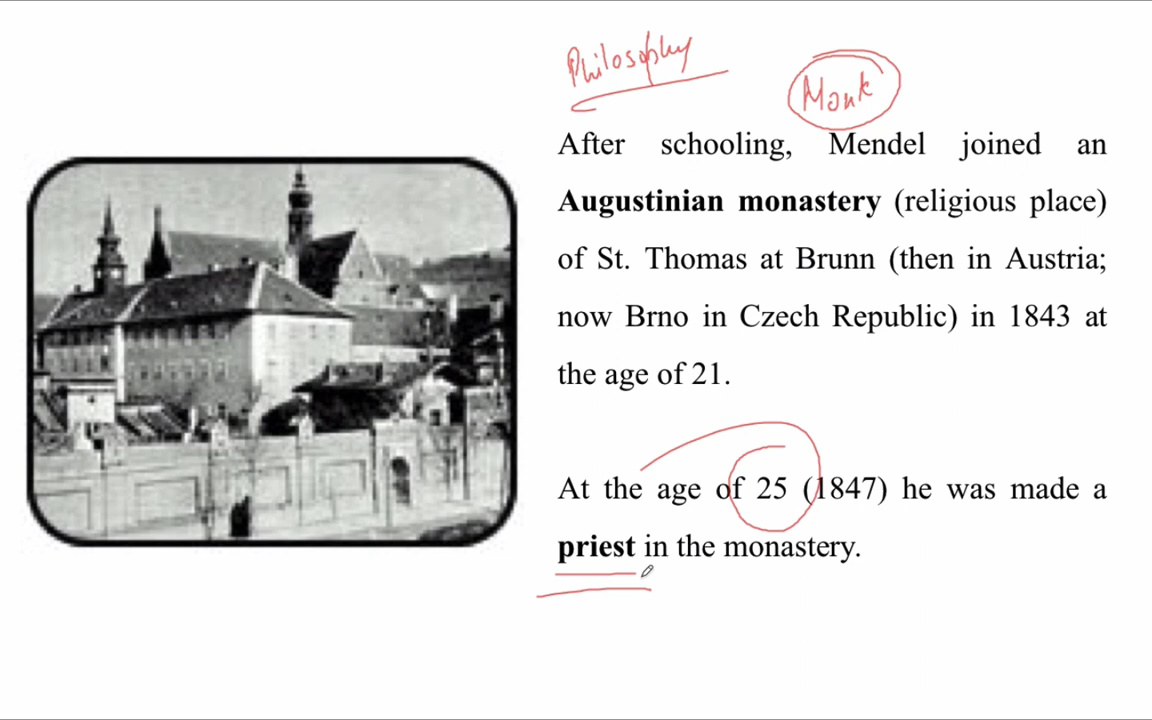 Philosophy
Monk
After schooling, Mendel joined an
Augustinian monastery (religious place)
of St. Thomas at Brunn (then in Austria;
now Brno in Czech Republic) in 1843 at
the age of 21.
At the age of 25 (1847) he was made a
priest in the monastery.